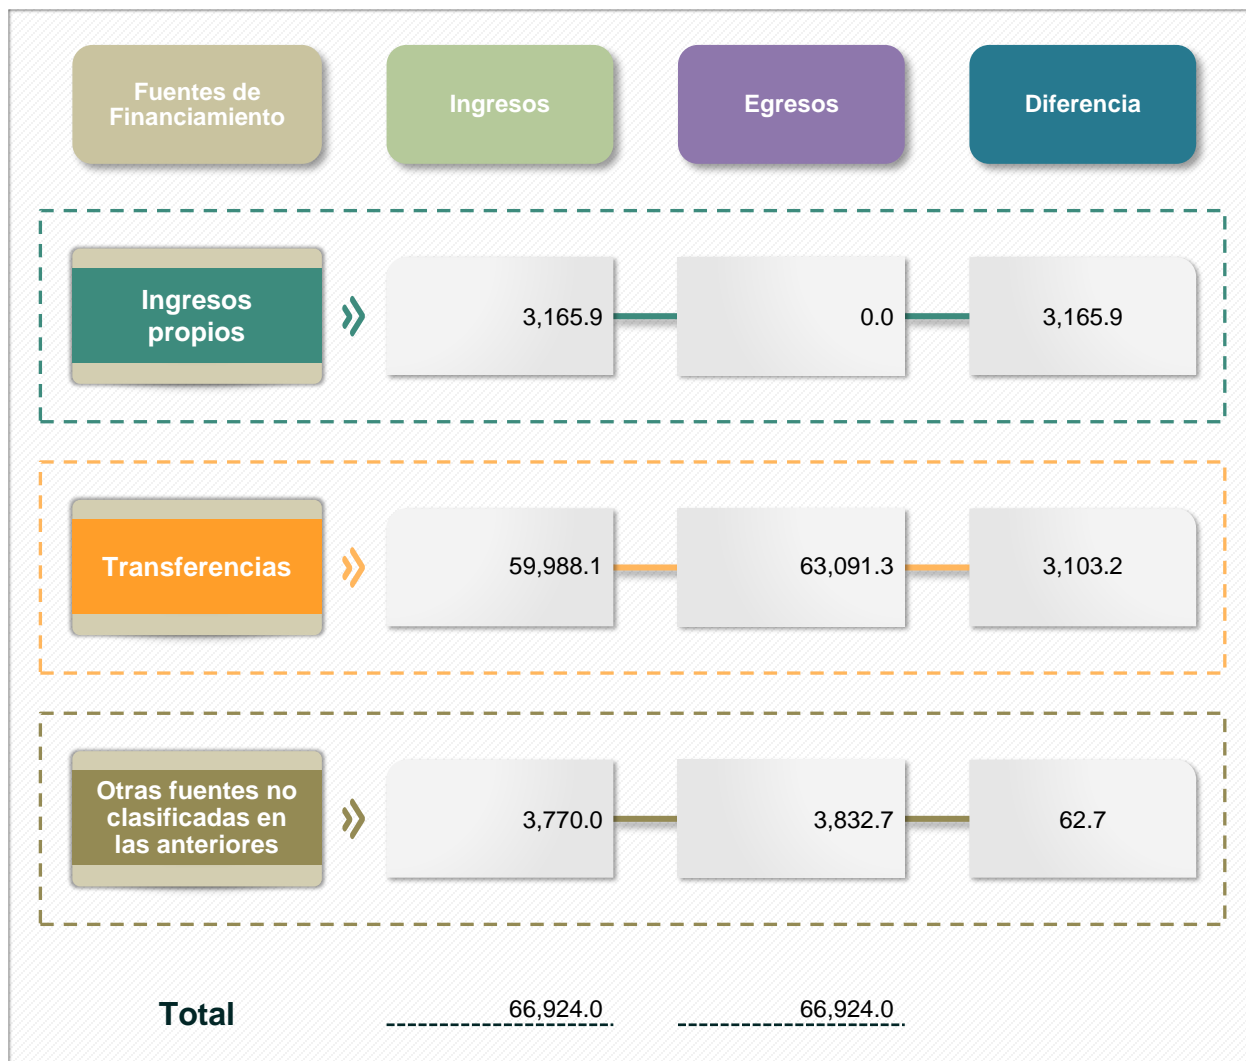 Fuentes de
Financiamiento
Ingresos
Egresos
Diferencia
Ingresos
propios
3,165.9
0.0
3,165.9
Transferencias
59,988.1
63,091.3
3,103.2
Otras fuentes no
clasificadas en
las anteriores
3,770.0
3,832.7
62.7
Total
66,924.0
66,924.0